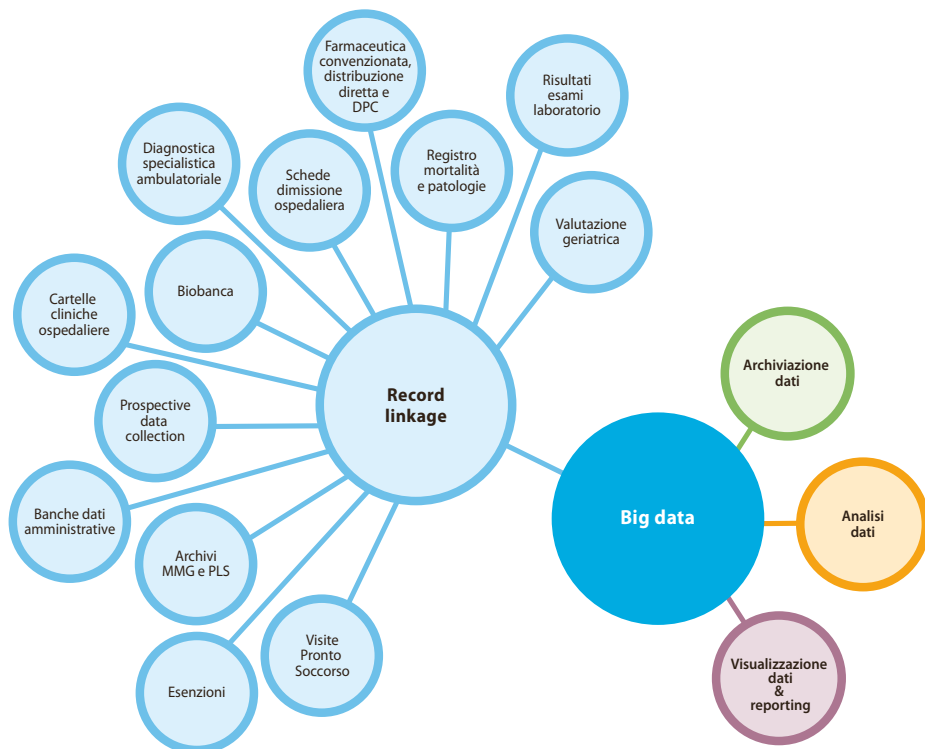 Farmaceutica
convenzionata,
distribuzione
diretta e
DPC
Risultati
esami
laboratorio
Diagnostica
specialistica
ambulatoriale
Schede
dimissione
ospedaliera
Registro
mortalità
e patologie
Valutazione
geriatrica
Biobanca
Cartelle
cliniche
ospedaliere
Prospective
data
collection
Record
linkage
Archiviazione
dati
Banche dati
amministrative
Big data
Analisi
dati
Archivi
MMG e PLS
Visite
Pronto
Soccorso
Esenzioni
Visualizzazione
dati
&
reporting